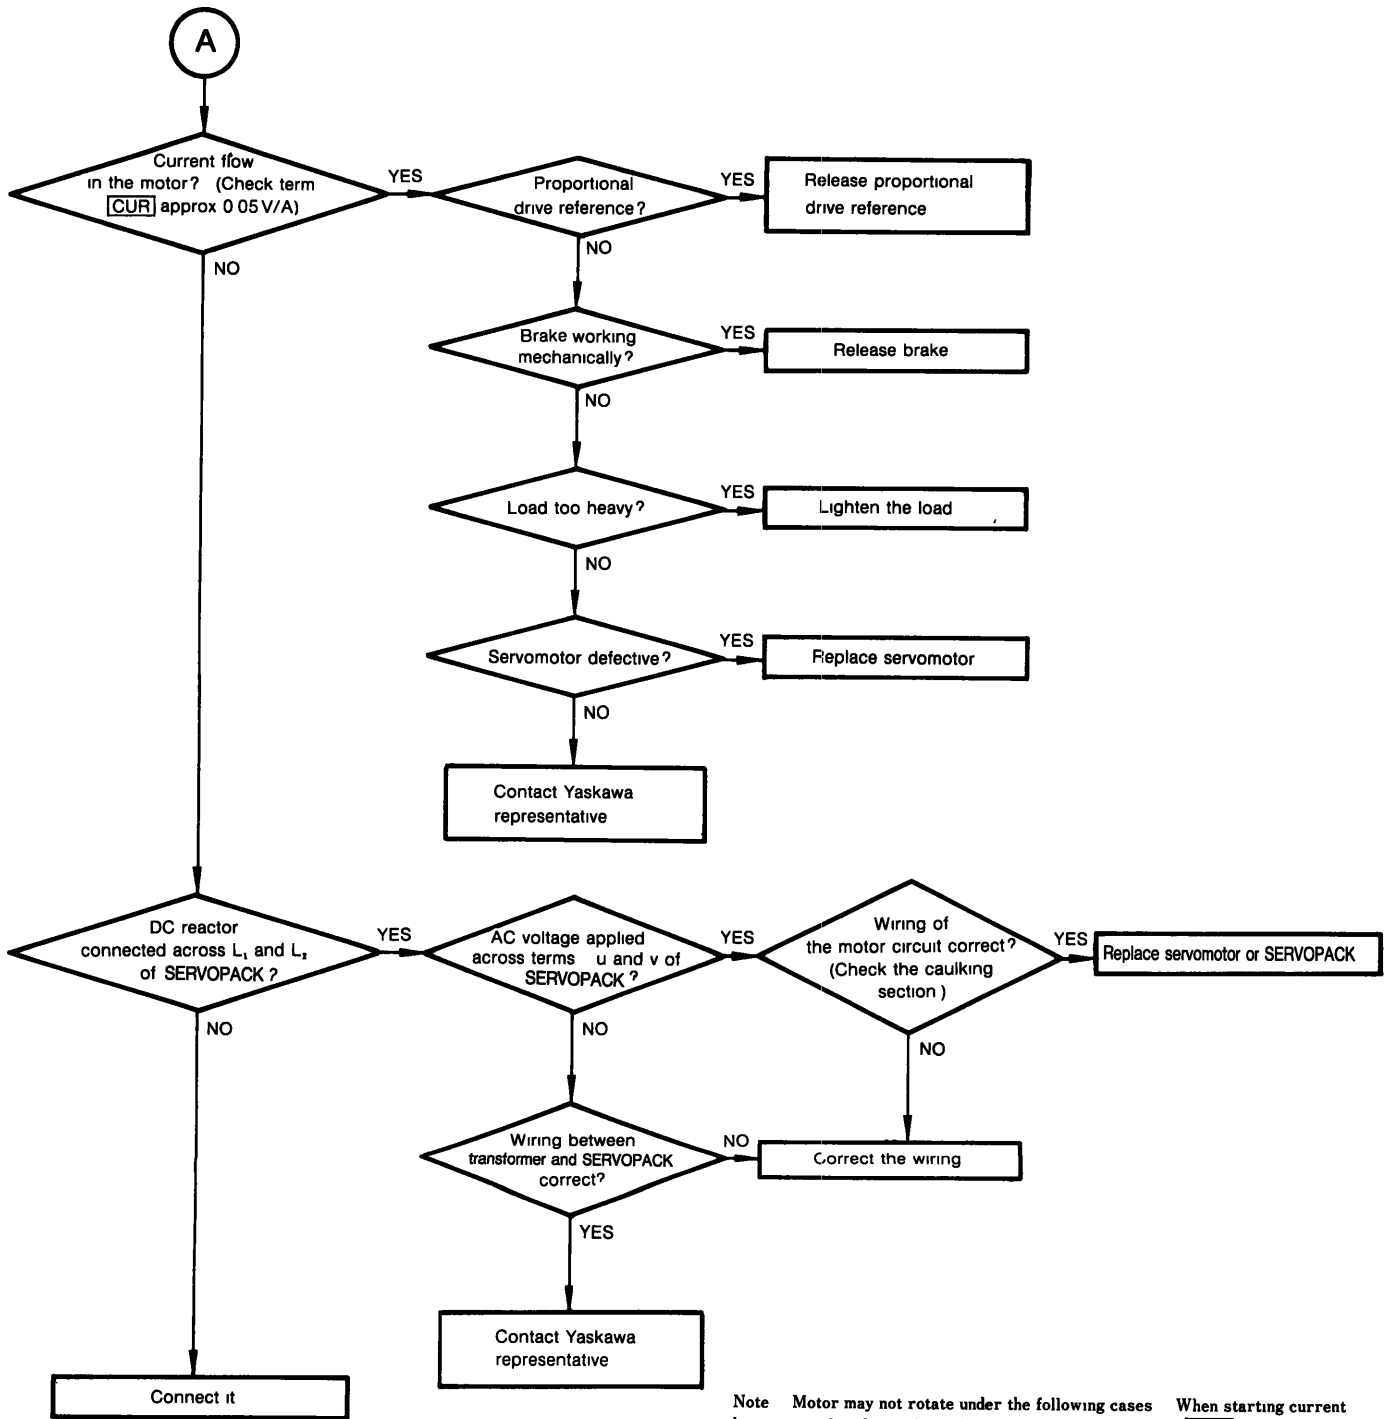 A
Current flow
in the motor? (Check term
CUR approx 0 05 V/A)
YES
NO
Proportional
drive reference?
YES
Release proportional
drive reference
NO
Brake working
mechanically?
YES
Release brake
NO
Load too heavy?
YES
Lighten the load
NO
Servomotor defective?
YES
Replace servomotor
NO
Contact Yaskawa
representative
DC reactor
connected across L₁ and L₂
of SERVOPACK?
YES
NO
AC voltage applied
across terms u and v of
SERVOPACK?
YES
Wiring of
the motor circuit correct?
(Check the caulking
section )
YES
Replace servomotor or SERVOPACK
NO
NO
Wiring between
transformer and SERVOPACK
correct?
NO
Correct the wiring
YES
Contact Yaskawa
representative
Connect it
Note Motor may not rotate under the following cases When starting current